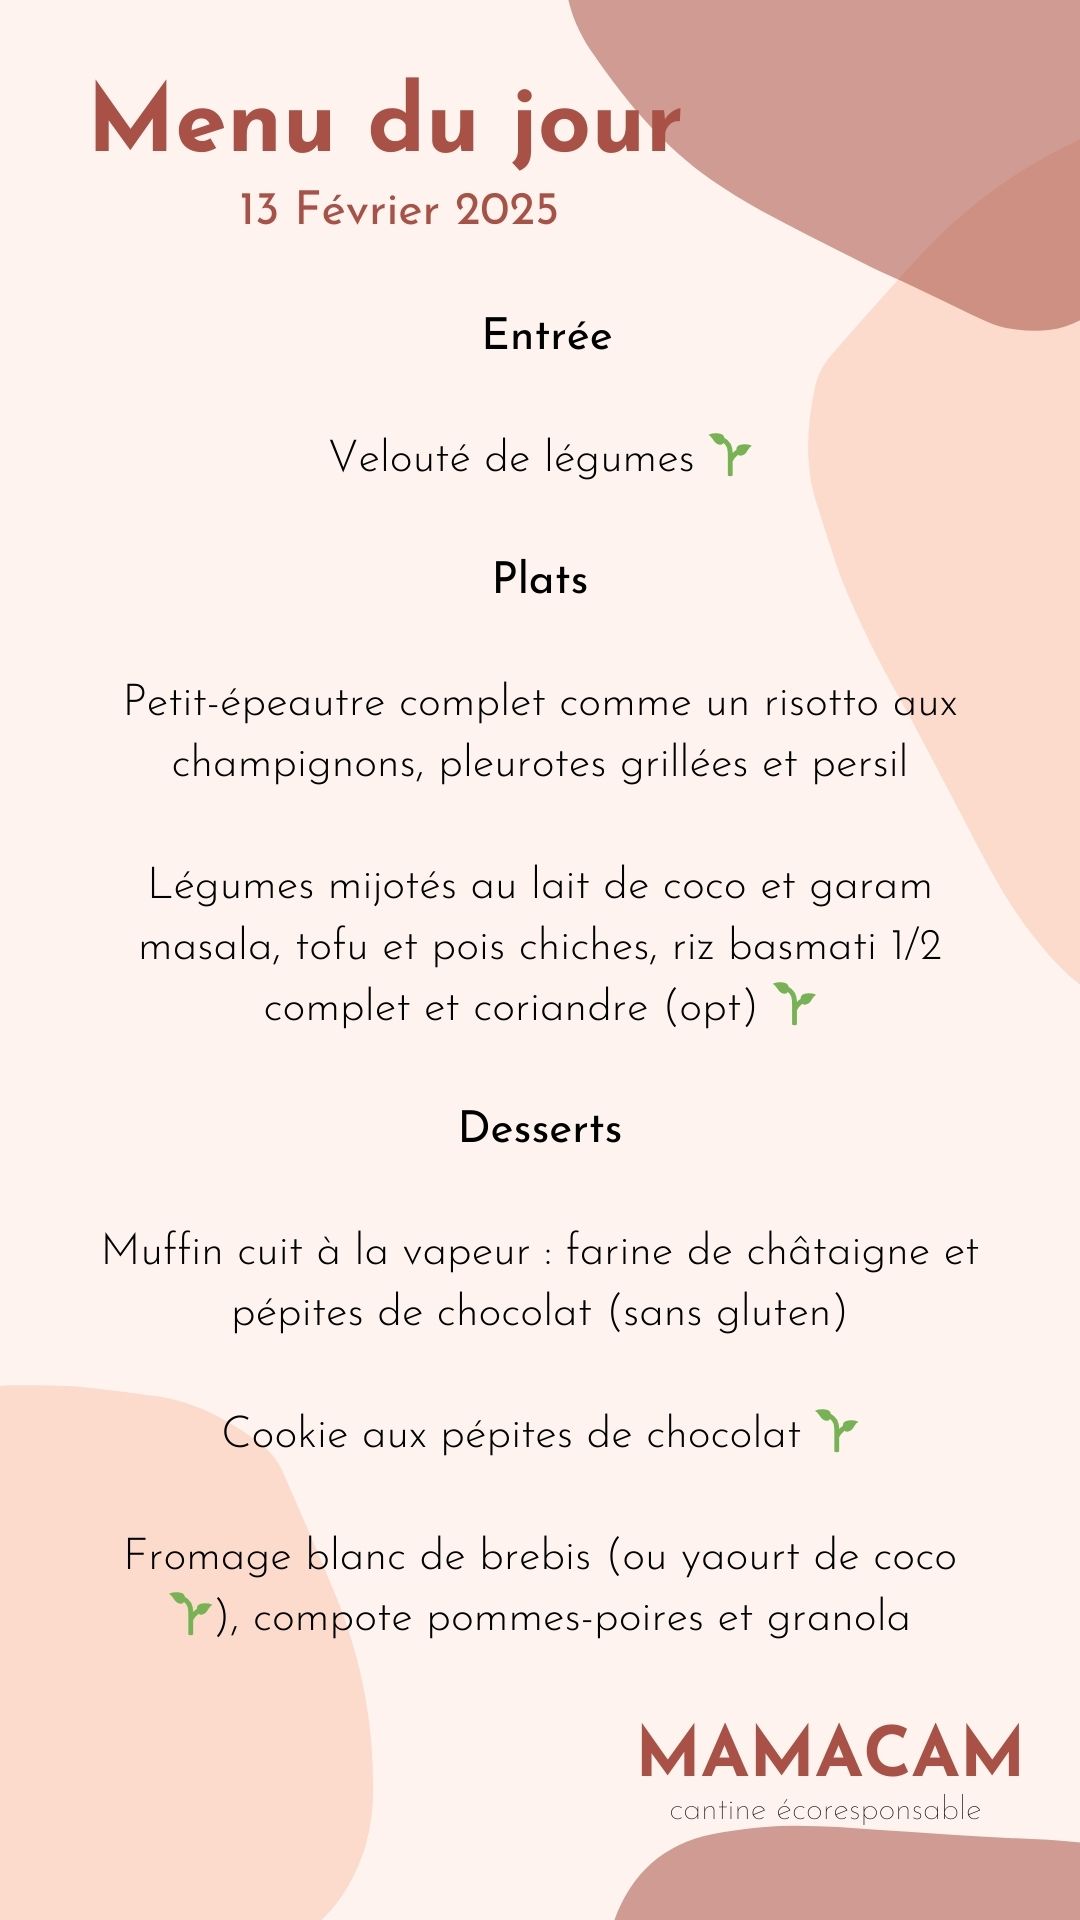 Menu du jour
13 Février 2025
Entrée
Velouté de légumes 🌱
Plats
Petit-épeautre complet comme un risotto aux
champignons, pleurotes grillées et persil
Légumes mijotés au lait de coco et garam
masala, tofu et pois chiches, riz basmati 1/2
complet et coriandre (opt) 🌱
Desserts
Muffin cuit à la vapeur : farine de châtaigne et
pépites de chocolat (sans gluten)
Cookie aux pépites de chocolat 🌱
Fromage blanc de brebis (ou yaourt de coco
🌱), compote pommes-poires et granola
MAMACAM
cantine écoresponsable